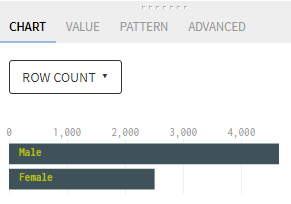 CHART VALUE PATTERN ADVANCED
ROW COUNT
0 1,000 2,000 3,000 4,000
Male
Female